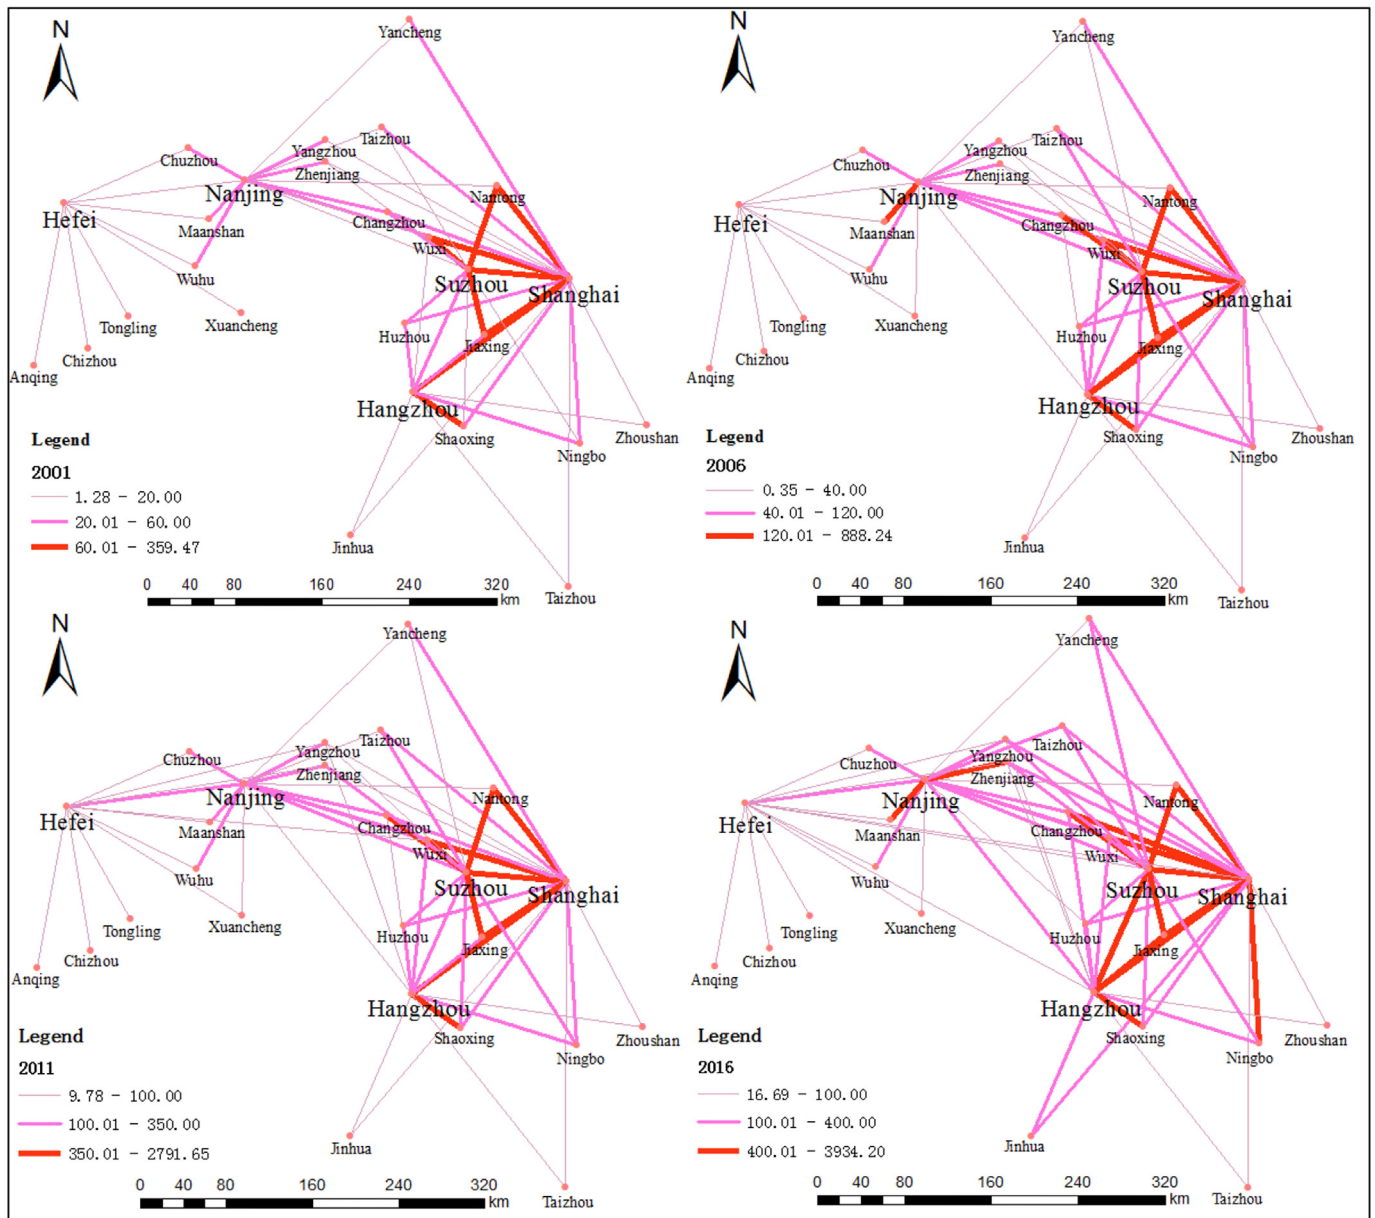 N
Yancheng
Taizhou
Yangzhou
Chuzhou
Zhenjiang
Nanjing
Nantong
Hefei
Changzhou
Maanshan
Wuxi
Wuhu
Suzhou
Shanghai
Tongling
Xuancheng
Huzhou
Jiaxing
Chizhou
Anqing
Hangzhou
Shaoxing
Zhoushan
Ningbo
Legend
2001
1.28 - 20.00
20.01 - 60.00
60.01 - 359.47
Jinhua
0 40 80 160 240 320
km
Taizhou
N
Yancheng
Taizhou
Yangzhou
Chuzhou
Zhenjiang
Nanjing
Nantong
Hefei
Changzhou
Maanshan
Wuxi
Wuhu
Suzhou
Shanghai
Tongling
Xuancheng
Huzhou
Jiaxing
Chizhou
Anqing
Hangzhou
Shaoxing
Zhoushan
Ningbo
Legend
2006
0.35 - 40.00
40.01 - 120.00
120.01 - 888.24
Jinhua
0 40 80 160 240 320
km
Taizhou
N
Yancheng
Taizhou
Yangzhou
Chuzhou
Zhenjiang
Nanjing
Nantong
Hefei
Changzhou
Maanshan
Wuxi
Wuhu
Suzhou
Shanghai
Tongling
Xuancheng
Huzhou
Jiaxing
Chizhou
Anqing
Hangzhou
Shaoxing
Zhoushan
Ningbo
Legend
2011
9.78 - 100.00
100.01 - 350.00
350.01 - 2791.65
Jinhua
0 40 80 160 240 320
km
Taizhou
N
Yancheng
Taizhou
Yangzhou
Chuzhou
Zhenjiang
Nanjing
Nantong
Hefei
Changzhou
Maanshan
Wuxi
Wuhu
Suzhou
Shanghai
Tongling
Xuancheng
Huzhou
Jiaxing
Chizhou
Anqing
Hangzhou
Shaoxing
Zhoushan
Ningbo
Legend
2016
16.69 - 100.00
100.01 - 400.00
400.01 - 3934.20
Jinhua
0 40 80 160 240 320
km
Taizhou